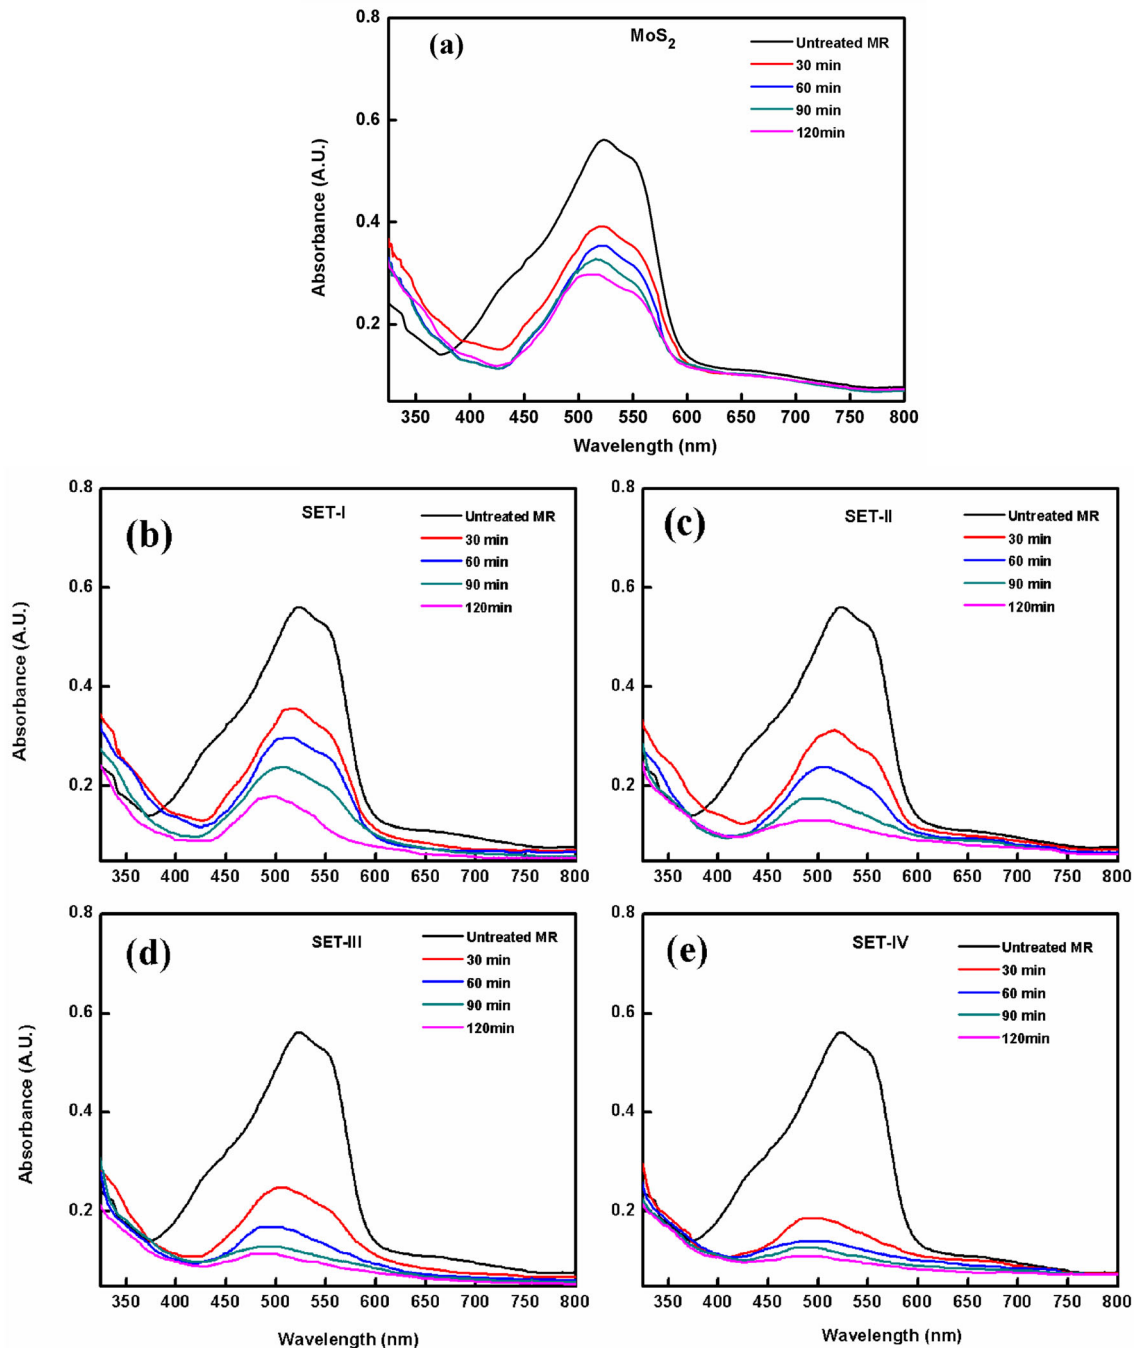 (a)
MoS2
Untreated MR
30 min
60 min
90 min
120min
0.8
0.6
0.4
0.2
Absorbance (A.U.)
350 400 450 500 550 600 650 700 750 800
Wavelength (nm)
(b)
SET-I
Untreated MR
30 min
60 min
90 min
120min
0.8
0.6
0.4
0.2
Absorbance (A.U.)
350 400 450 500 550 600 650 700 750 800
(c)
SET-II
Untreated MR
30 min
60 min
90 min
120min
0.8
0.6
0.4
0.2
350 400 450 500 550 600 650 700 750 800
(d)
SET-III
Untreated MR
30 min
60 min
90 min
120min
0.8
0.6
0.4
0.2
Absorbance (A.U.)
350 400 450 500 550 600 650 700 750 800
Wavelength (nm)
(e)
SET-IV
Untreated MR
30 min
60 min
90 min
120min
0.8
0.6
0.4
0.2
350 400 450 500 550 600 650 700 750 800
Wavelength (nm)